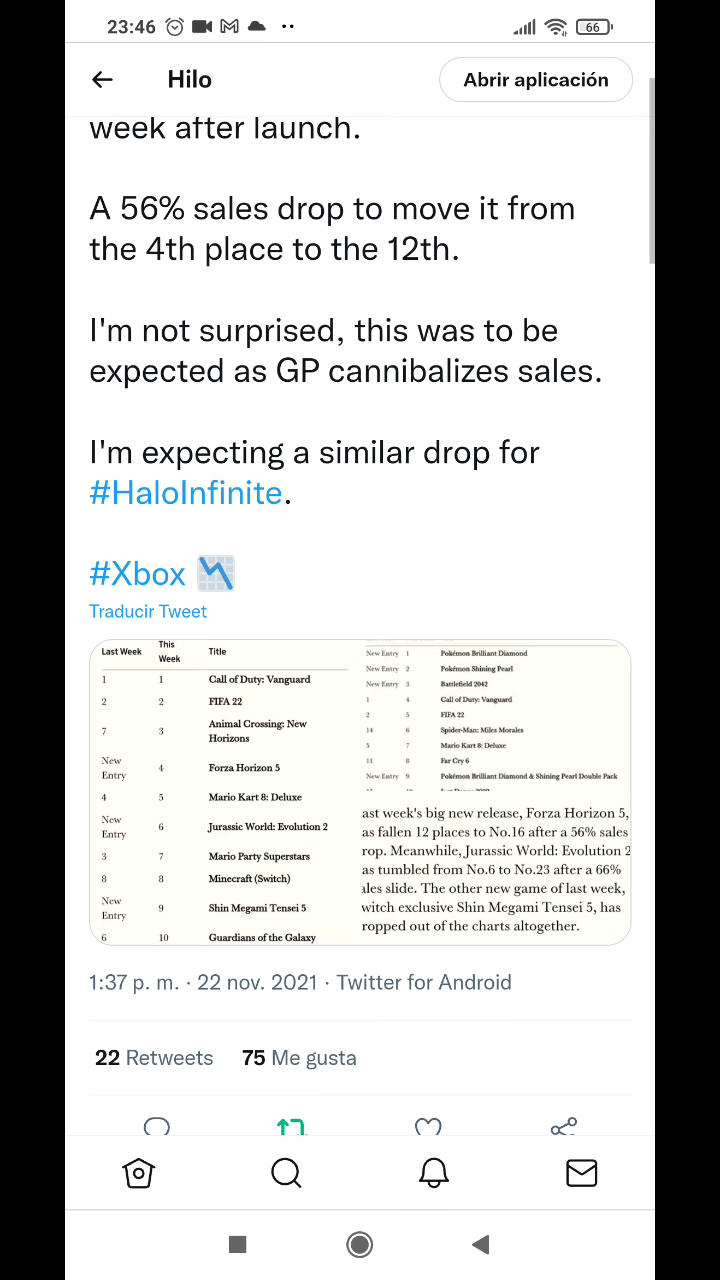 23:46
66
Hilo
Abrir aplicación
week after launch.
A 56% sales drop to move it from
the 4th place to the 12th.
I'm not surprised, this was to be
expected as GP cannibalizes sales.
I'm expecting a similar drop for
#HaloInfinite.
#Xbox
Traducir Tweet
Last Week This Week Title
1 1 Call of Duty: Vanguard
2 2 FIFA 22
7 3 Animal Crossing: New Horizons
New Entry 4 Forza Horizon 5
4 5 Mario Kart 8: Deluxe
New Entry 6 Jurassic World: Evolution 2
3 7 Mario Party Superstars
8 8 Minecraft (Switch)
New Entry 9 Shin Megami Tensei 5
6 10 Guardians of the Galaxy
New Entry 1 Pokémon Brilliant Diamond
New Entry 2 Pokémon Shining Pearl
New Entry 3 Battlefield 2042
1 4 Call of Duty: Vanguard
2 5 FIFA 22
14 6 Spider-Man: Miles Morales
5 7 Mario Kart 8: Deluxe
11 8 Far Cry 6
New Entry 9 Pokémon Brilliant Diamond & Shining Pearl Double Pack
ast week's big new release, Forza Horizon 5,
as fallen 12 places to No.16 after a 56% sales
rop. Meanwhile, Jurassic World: Evolution 2
as tumbled from No.6 to No.23 after a 66%
ales slide. The other new game of last week,
witch exclusive Shin Megami Tensei 5, has
ropped out of the charts altogether.
1:37 p. m. · 22 nov. 2021 · Twitter for Android
22 Retweets 75 Me gusta